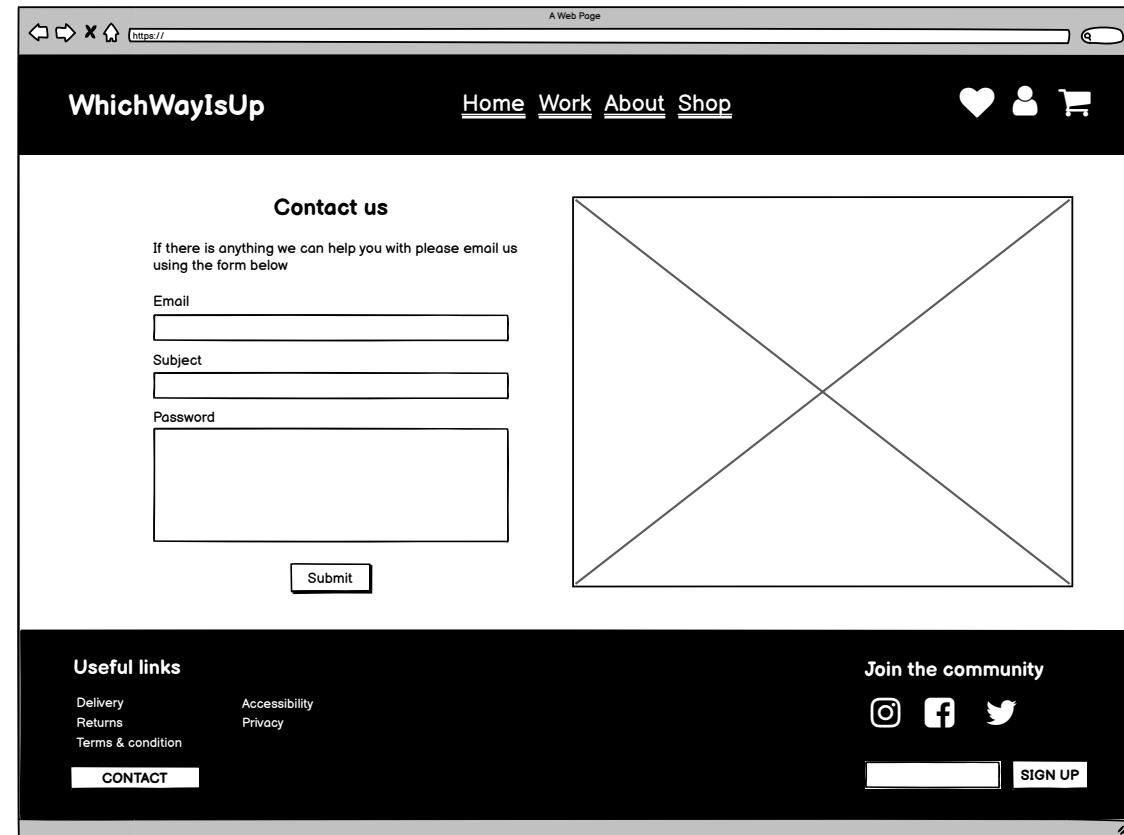 A Web Page
https://
WhichWayIsUp
Home Work About Shop
Contact us
If there is anything we can help you with please email us
using the form below
Email
Subject
Password
Submit
Useful links
Delivery
Returns
Terms & condition
Accessibility
Privacy
CONTACT
Join the community
SIGN UP